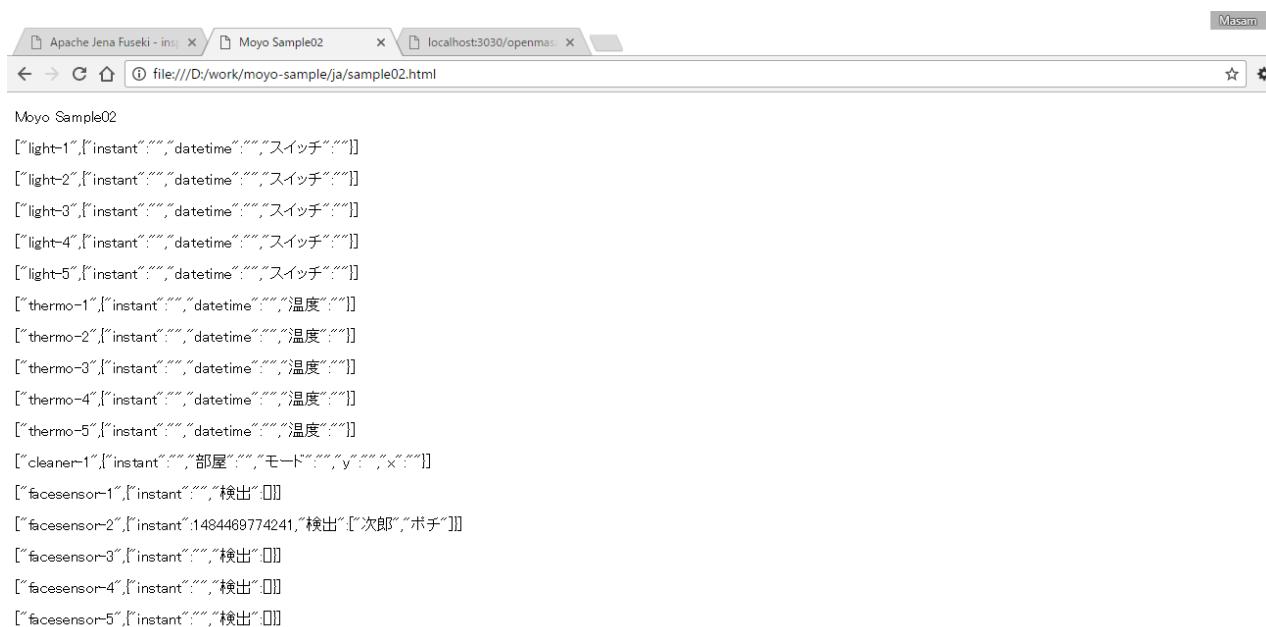 Masam
Apache Jena Fuseki - ins
Moyo Sample02
localhost:3030/openmas
file:///D:/work/moyo-sample/ja/sample02.html
Moyo Sample02
["light-1",{"instant":"","datetime":"","スイッチ":""}]
["light-2",{"instant":"","datetime":"","スイッチ":""}]
["light-3",{"instant":"","datetime":"","スイッチ":""}]
["light-4",{"instant":"","datetime":"","スイッチ":""}]
["light-5",{"instant":"","datetime":"","スイッチ":""}]
["thermo-1",{"instant":"","datetime":"","温度":""}]
["thermo-2",{"instant":"","datetime":"","温度":""}]
["thermo-3",{"instant":"","datetime":"","温度":""}]
["thermo-4",{"instant":"","datetime":"","温度":""}]
["thermo-5",{"instant":"","datetime":"","温度":""}]
["cleaner-1",{"instant":"","部屋":"","モード":"","y":"","x":""}]
["facesensor-1",{"instant":"","検出":[]}]
["facesensor-2",{"instant":1484469774241,"検出":["次郎","ポチ"]}]
["facesensor-3",{"instant":"","検出":[]}]
["facesensor-4",{"instant":"","検出":[]}]
["facesensor-5",{"instant":"","検出":[]}]